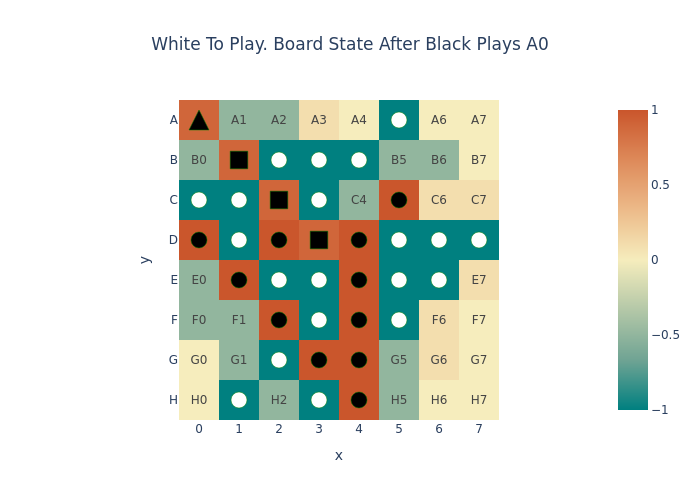 White To Play. Board State After Black Plays A0
A A1 A2 A3 A4 A6 A7 1
B B0 B5 B6 B7
C C4 C6 C7 0.5
D
y E E0 E7 0
F F0 F1 F6 F7 −0.5
G G0 G1 G5 G6 G7
H H0 H2 H5 H6 H7 −1
0 1 2 3 4 5 6 7
x